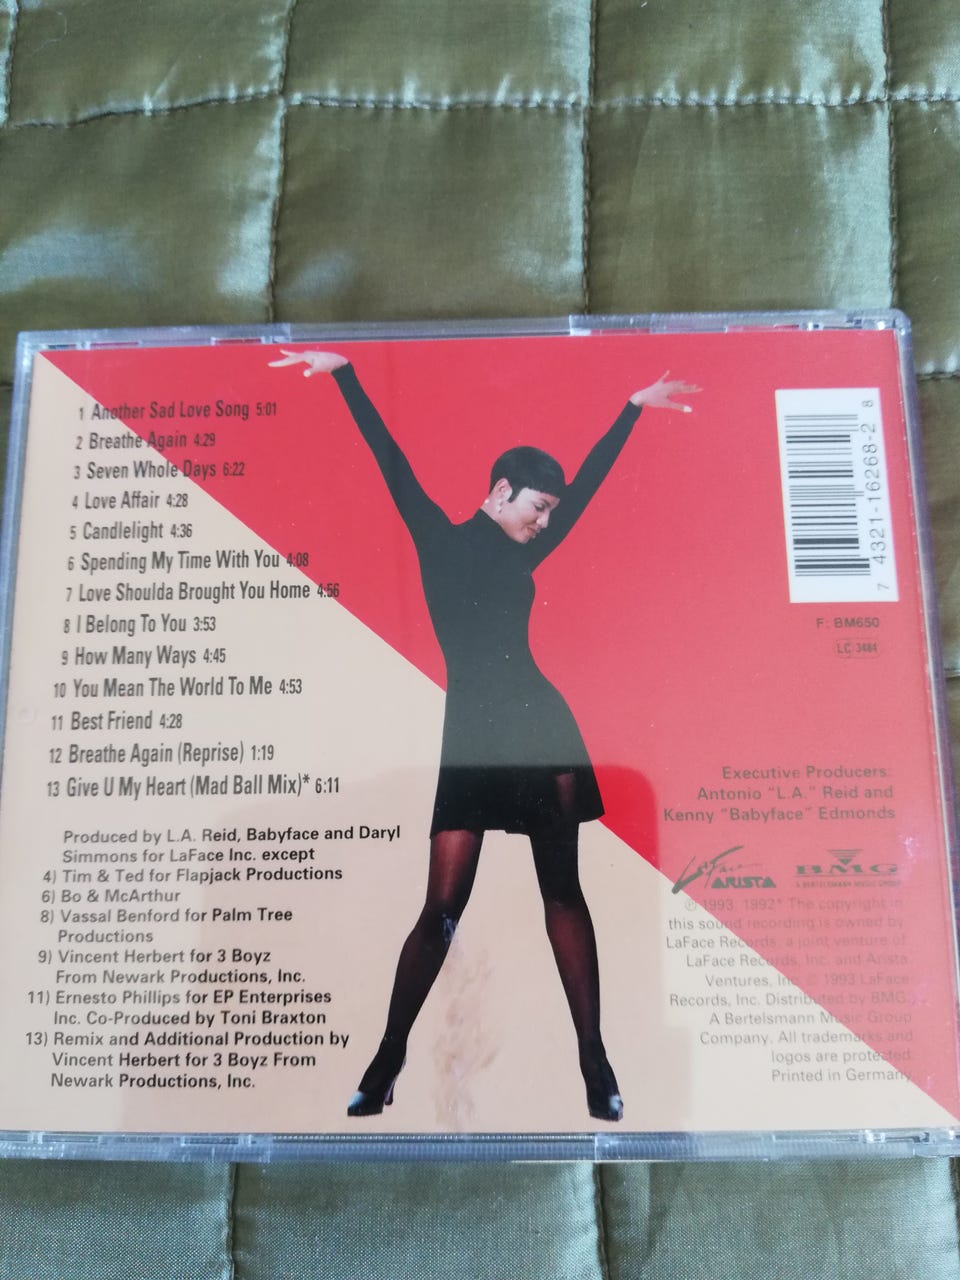 1 Another Sad Love Song 5:01
2 Breathe Again 4:29
3 Seven Whole Days 6:22
4 Love Affair 4:28
5 Candlelight 4:36
6 Spending My Time With You 4:08
7 Love Shoulda Brought You Home 4:56
8 I Belong To You 3:53
9 How Many Ways 4:45
10 You Mean The World To Me 4:53
11 Best Friend 4:28
12 Breathe Again (Reprise) 1:19
13 Give U My Heart (Mad Ball Mix)* 6:11
Produced by L.A. Reid, Babyface and Daryl
Simmons for LaFace Inc. except
4) Tim & Ted for Flapjack Productions
6) Bo & McArthur
8) Vassal Benford for Palm Tree
Productions
9) Vincent Herbert for 3 Boyz
From Newark Productions, Inc.
11) Ernesto Phillips for EP Enterprises
Inc. Co-Produced by Toni Braxton
13) Remix and Additional Production by
Vincent Herbert for 3 Boyz From
Newark Productions, Inc.
7 4321-16268-2 8
F: BM650
LC 3484
Executive Producers:
Antonio "L.A." Reid and
Kenny "Babyface" Edmonds
LaFace
ARISTA
BMG
A BERTELSMANN MUSIC GROUP
℗ 1993, 1992* The copyright in
this sound recording is owned by
LaFace Records, a joint venture of
LaFace Records, Inc. and Arista
Ventures, Inc. © 1993 LaFace
Records, Inc. Distributed by BMG.
A Bertelsmann Music Group
Company. All trademarks and
logos are protected.
Printed in Germany.